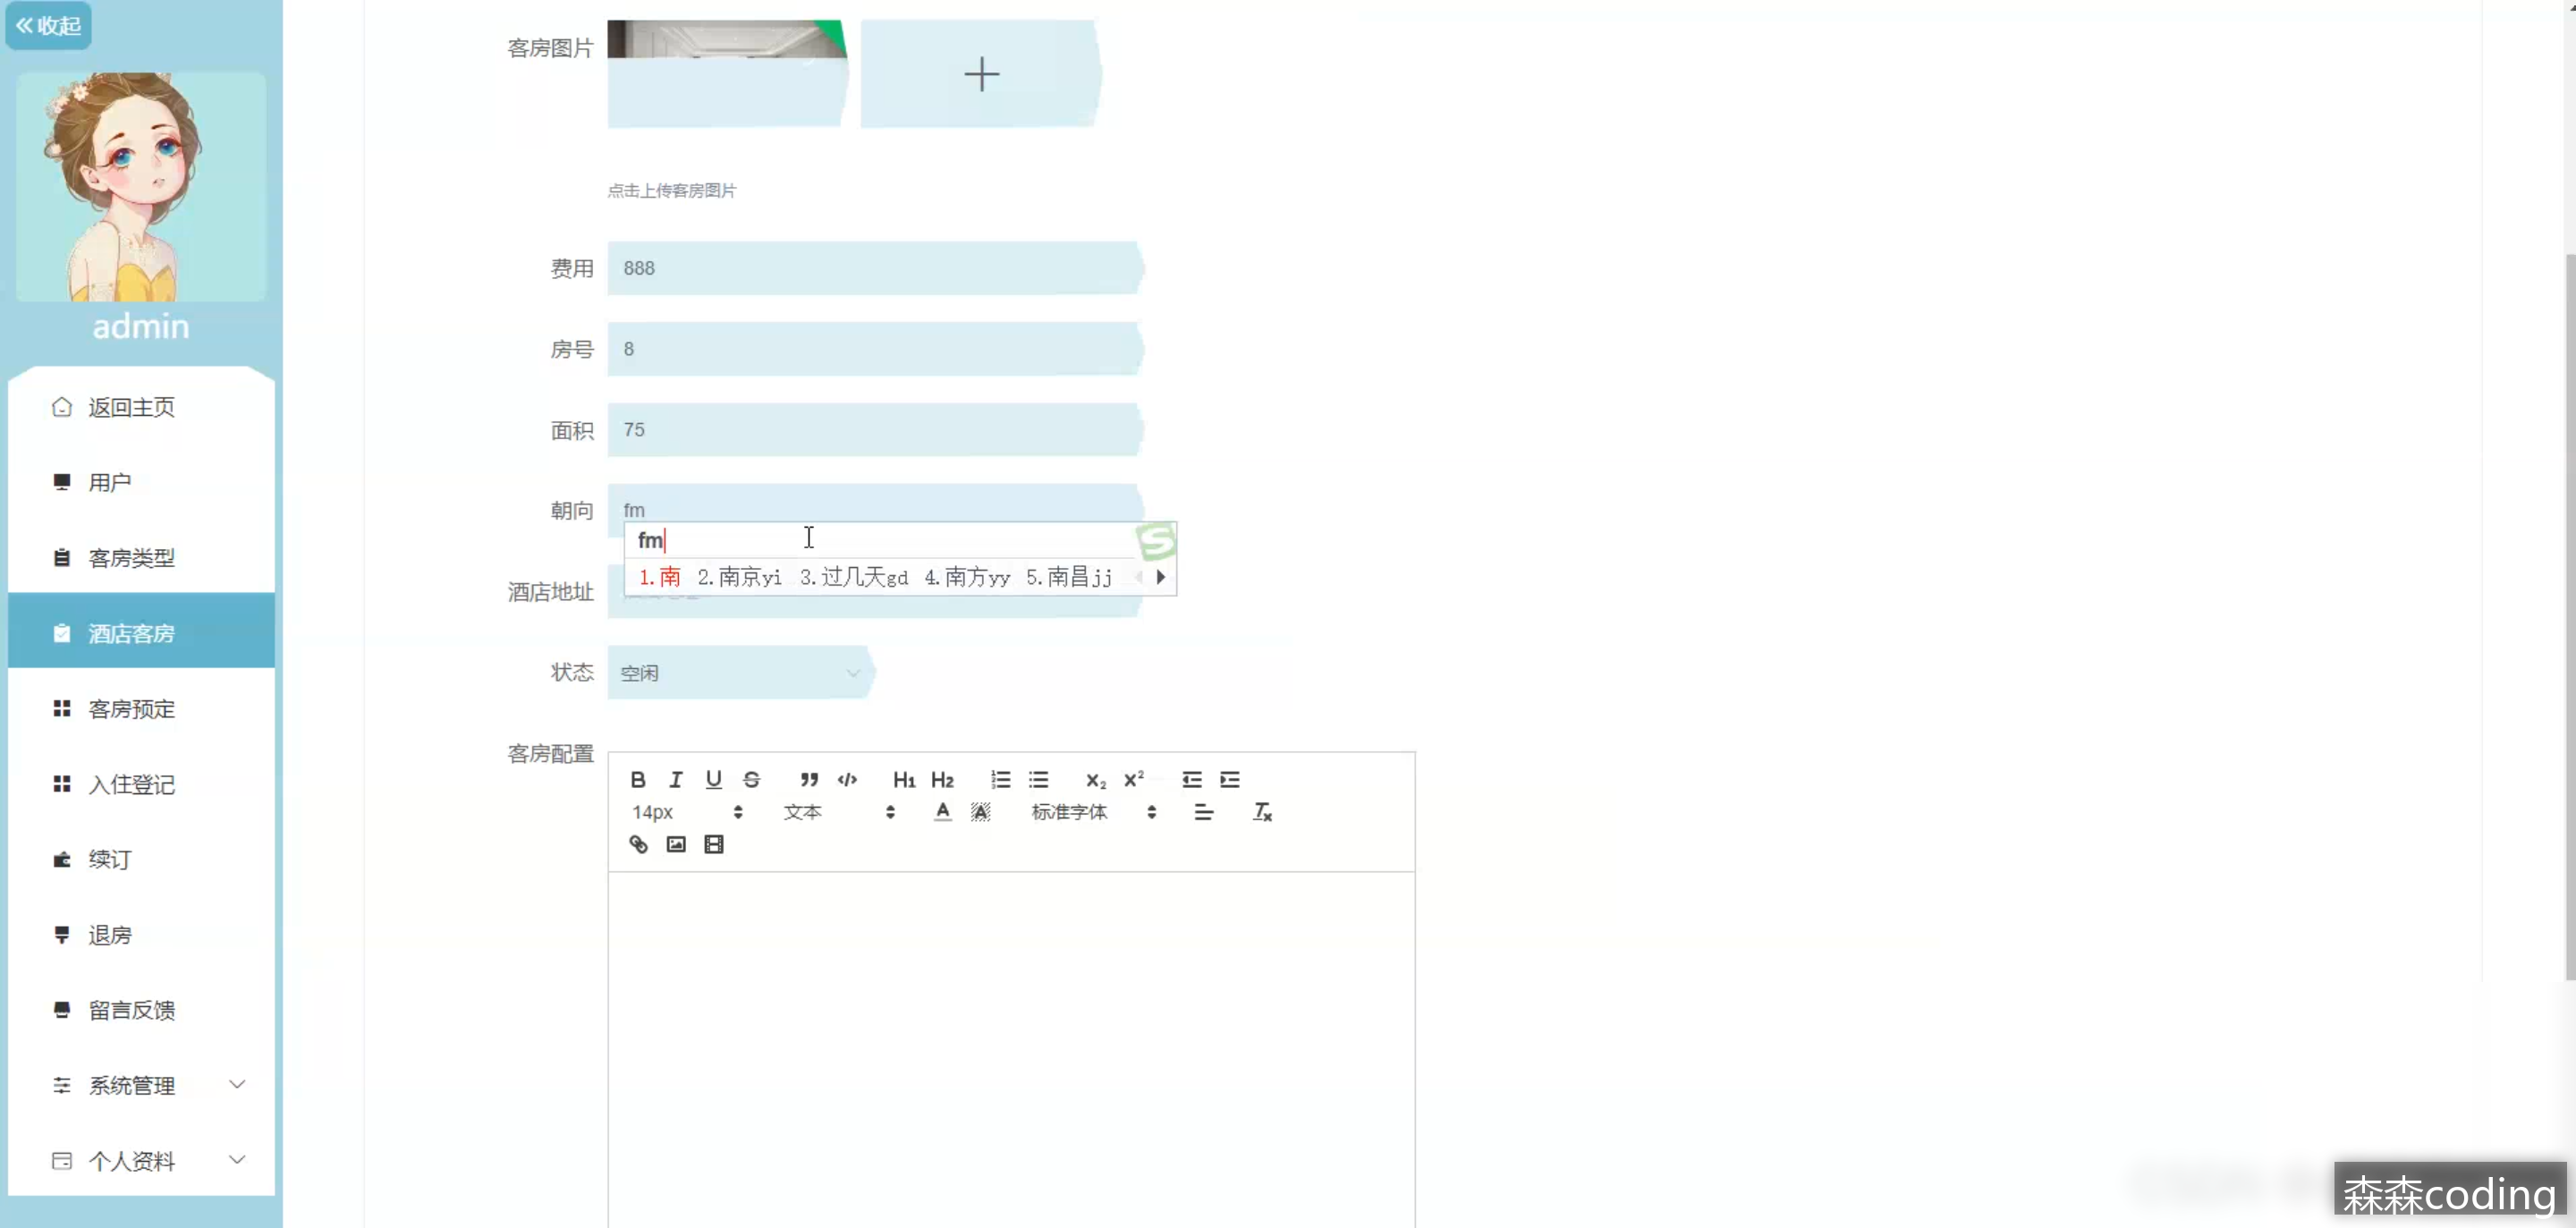 收起
admin
返回主页
用户
客房类型
酒店客房
客房预定
入住登记
续订
退房
留言反馈
系统管理
个人资料
客房图片
点击上传客房图片
费用 888
房号 8
面积 75
朝向 fm
fm
1.南 2.南京yi 3.过几天gd 4.南方yy 5.南昌jj
酒店地址
状态 空闲
客房配置
B I U S H1 H2 X2 X2
14px 文本 A A 标准字体 Tx
森森coding